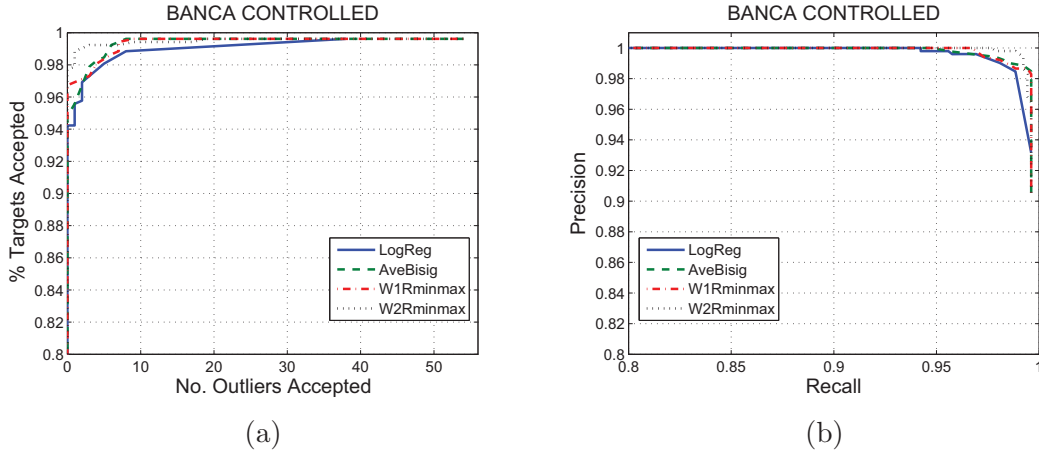 BANCA CONTROLLED
% Targets Accepted
1
0.98
0.96
0.94
0.92
0.9
0.88
0.86
0.84
0.82
0.8
LogReg
AveBisig
W1Rminmax
W2Rminmax
0 10 20 30 40 50
No. Outliers Accepted
(a)
BANCA CONTROLLED
Precision
1
0.98
0.96
0.94
0.92
0.9
0.88
0.86
0.84
0.82
0.8
LogReg
AveBisig
W1Rminmax
W2Rminmax
0.8 0.85 0.9 0.95 1
Recall
(b)